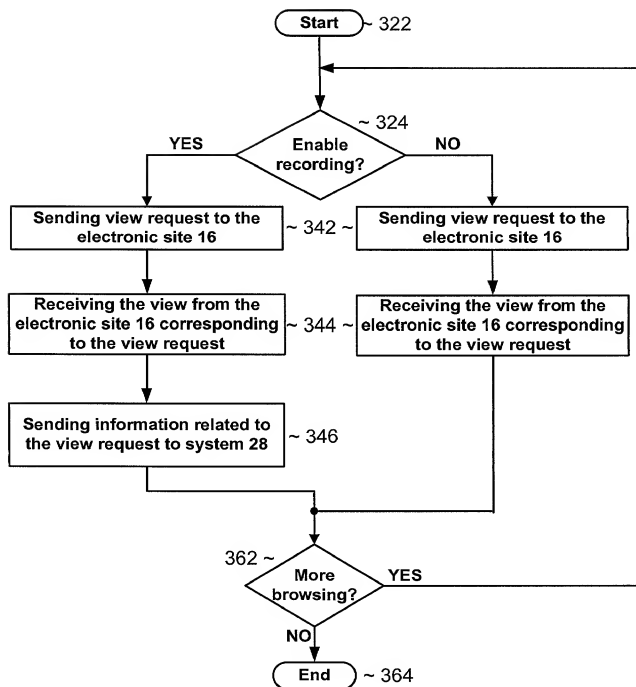 Start
~ 322
~ 324
YES
Enable
recording?
NO
Sending view request to the
electronic site 16
~ 342 ~
Sending view request to the
electronic site 16
Receiving the view from the
electronic site 16 corresponding
to the view request
~ 344 ~
Receiving the view from the
electronic site 16 corresponding
to the view request
Sending information related to
the view request to system 28
~ 346
362 ~
More
browsing?
YES
NO
End
~ 364